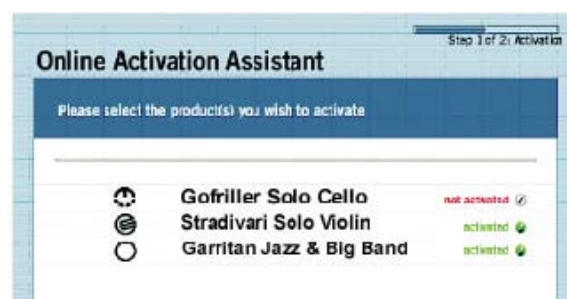 Step 1 of 2: Activation
Online Activation Assistant
Please select the product(s) you wish to activate
Gofriller Solo Cello not activated
Stradivari Solo Violin activated
Garritan Jazz & Big Band activated